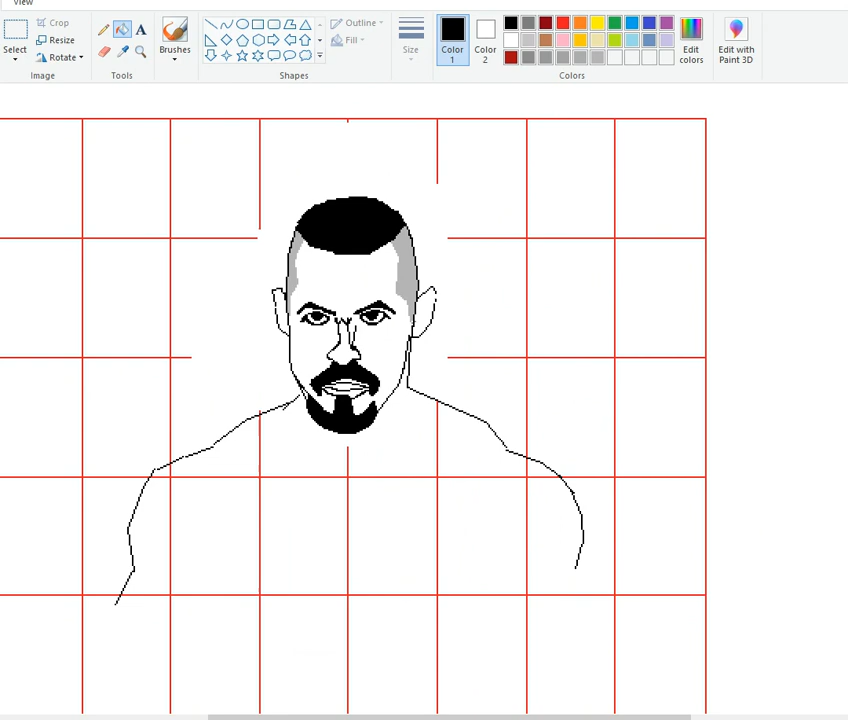 View
Crop
Select
Resize
Rotate
Brushes
Outline
Fill
Size
Color 1
Color 2
Edit colors
Edit with Paint 3D
A
Image
Tools
Shapes
Colors